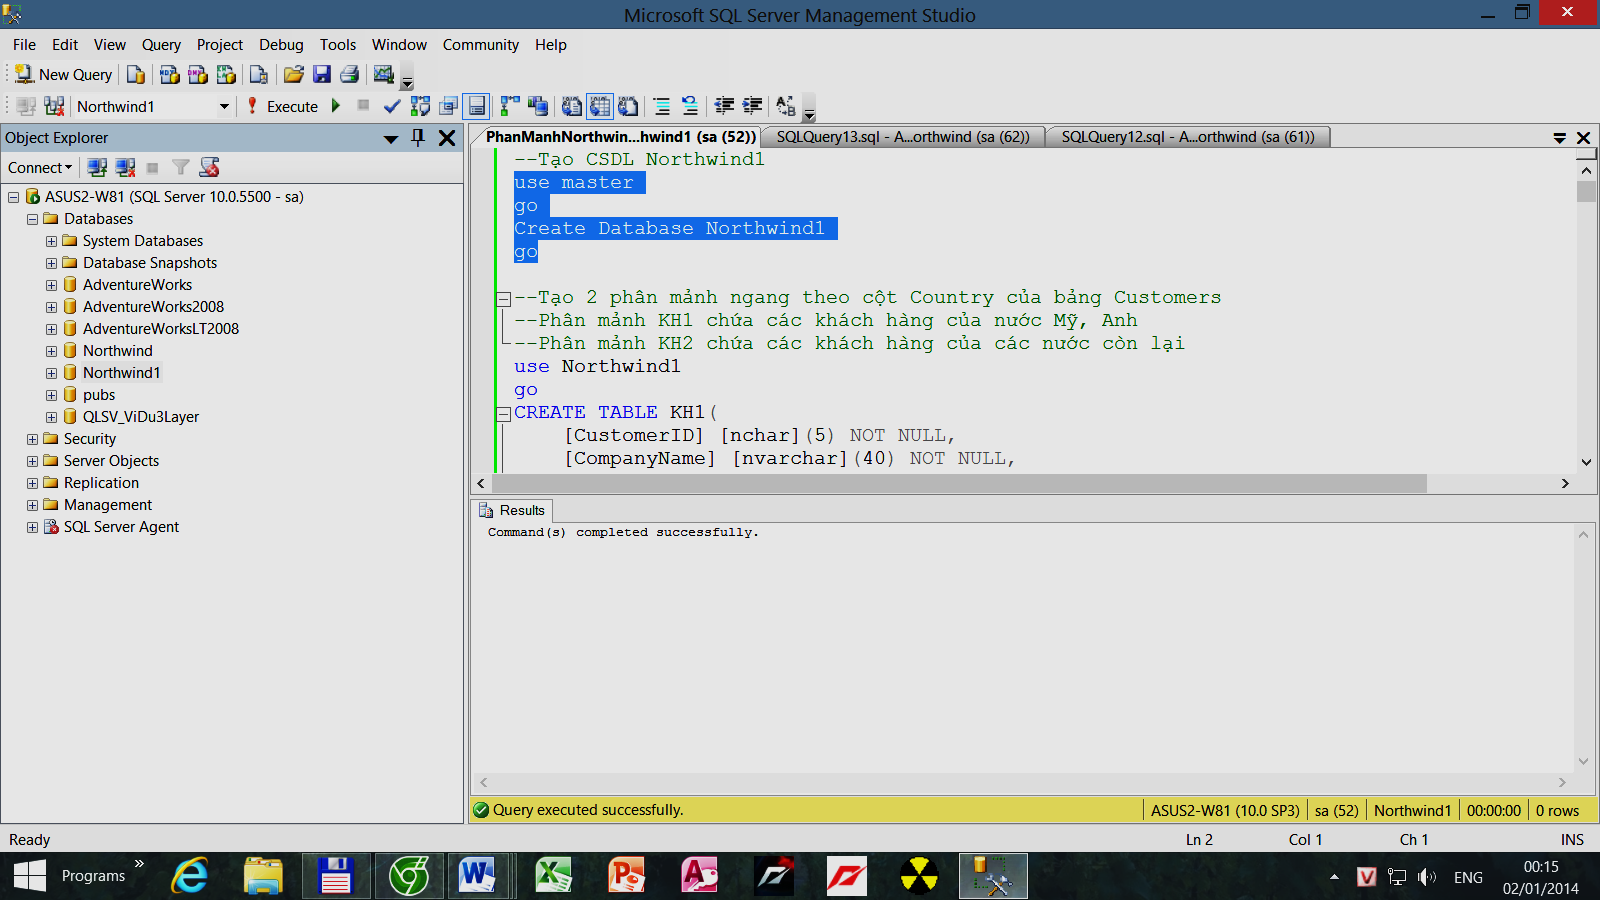 Microsoft SQL Server Management Studio
File Edit View Query Project Debug Tools Window Community Help
New Query
Northwind1 Execute
Object Explorer
Connect
ASUS2-W81 (SQL Server 10.0.5500 - sa)
Databases
System Databases
Database Snapshots
AdventureWorks
AdventureWorks2008
AdventureWorksLT2008
Northwind
Northwind1
pubs
QLSV_ViDu3Layer
Security
Server Objects
Replication
Management
SQL Server Agent
PhanManhNorthwin...hwind1 (sa (52)) SQLQuery13.sql - A...orthwind (sa (62)) SQLQuery12.sql - A...orthwind (sa (61))
--Tạo CSDL Northwind1
use master
go
Create Database Northwind1
go
--Tạo 2 phân mảnh ngang theo cột Country của bảng Customers
--Phân mảnh KH1 chứa các khách hàng của nước Mỹ, Anh
--Phân mảnh KH2 chứa các khách hàng của các nước còn lại
use Northwind1
go
CREATE TABLE KH1(
[CustomerID] [nchar](5) NOT NULL,
[CompanyName] [nvarchar](40) NOT NULL,
Results
Command(s) completed successfully.
Query executed successfully. ASUS2-W81 (10.0 SP3) sa (52) Northwind1 00:00:00 0 rows
Ready Ln 2 Col 1 Ch 1 INS
Programs ENG 00:15
02/01/2014